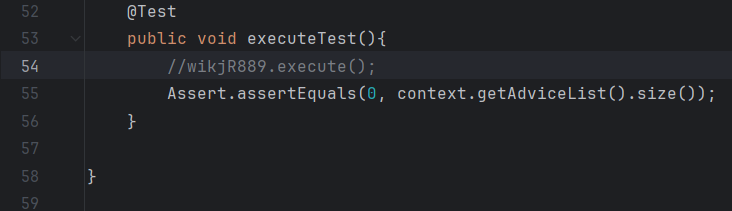 52 @Test
53 public void executeTest(){
54 //wikjR889.execute();
55 Assert.assertEquals(0, context.getAdviceList().size());
56 }
57
58 }
59